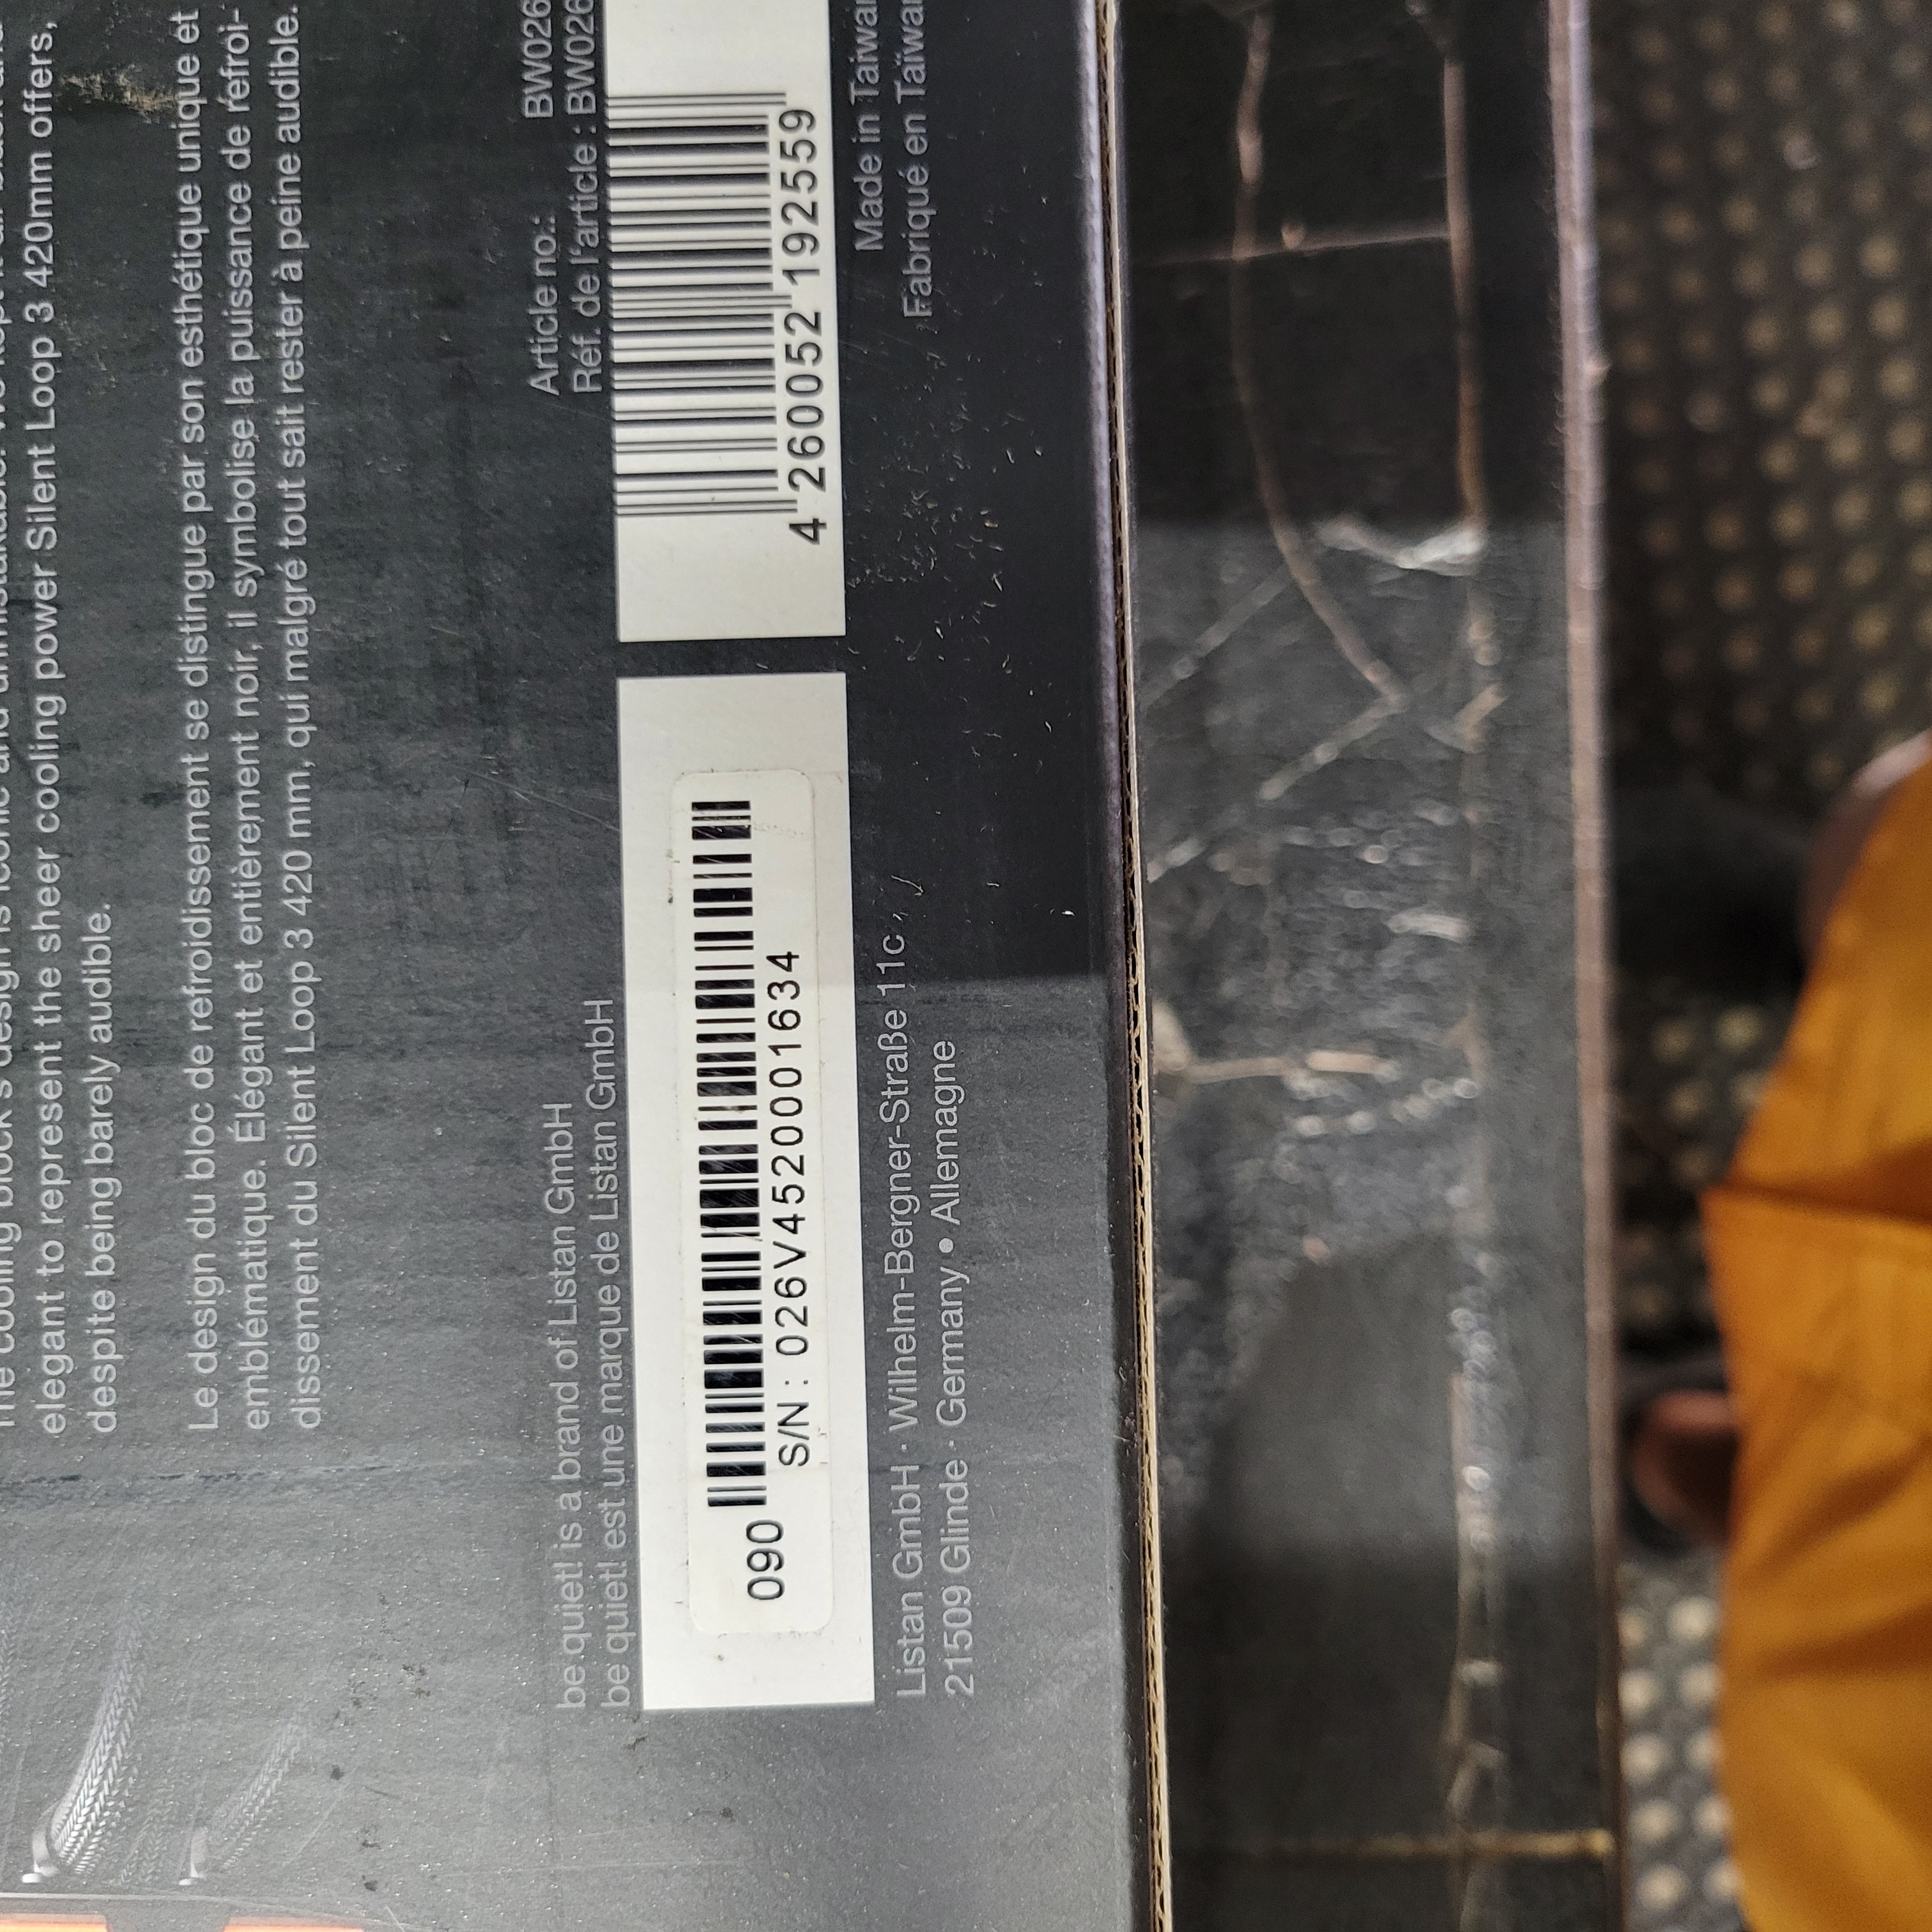 elegant to represent the sheer cooling power Silent Loop 3 420mm offers,
despite being barely audible.
Le design du bloc de refroidissement se distingue par son esthétique unique et
emblématique. Élégant et entièrement noir, il symbolise la puissance de refroi-
dissement du Silent Loop 3 420 mm, qui malgré tout sait rester à peine audible.
Article no.: BW026
Réf. de l'article : BW026
be quiet! is a brand of Listan GmbH
be quiet! est une marque de Listan GmbH
090
S/N : 026V4520001634
4 260052 192559
Listan GmbH · Wilhelm-Bergner-Straße 11c
21509 Glinde · Germany • Allemagne
Made in Taiwan
Fabriqué en Taïwan